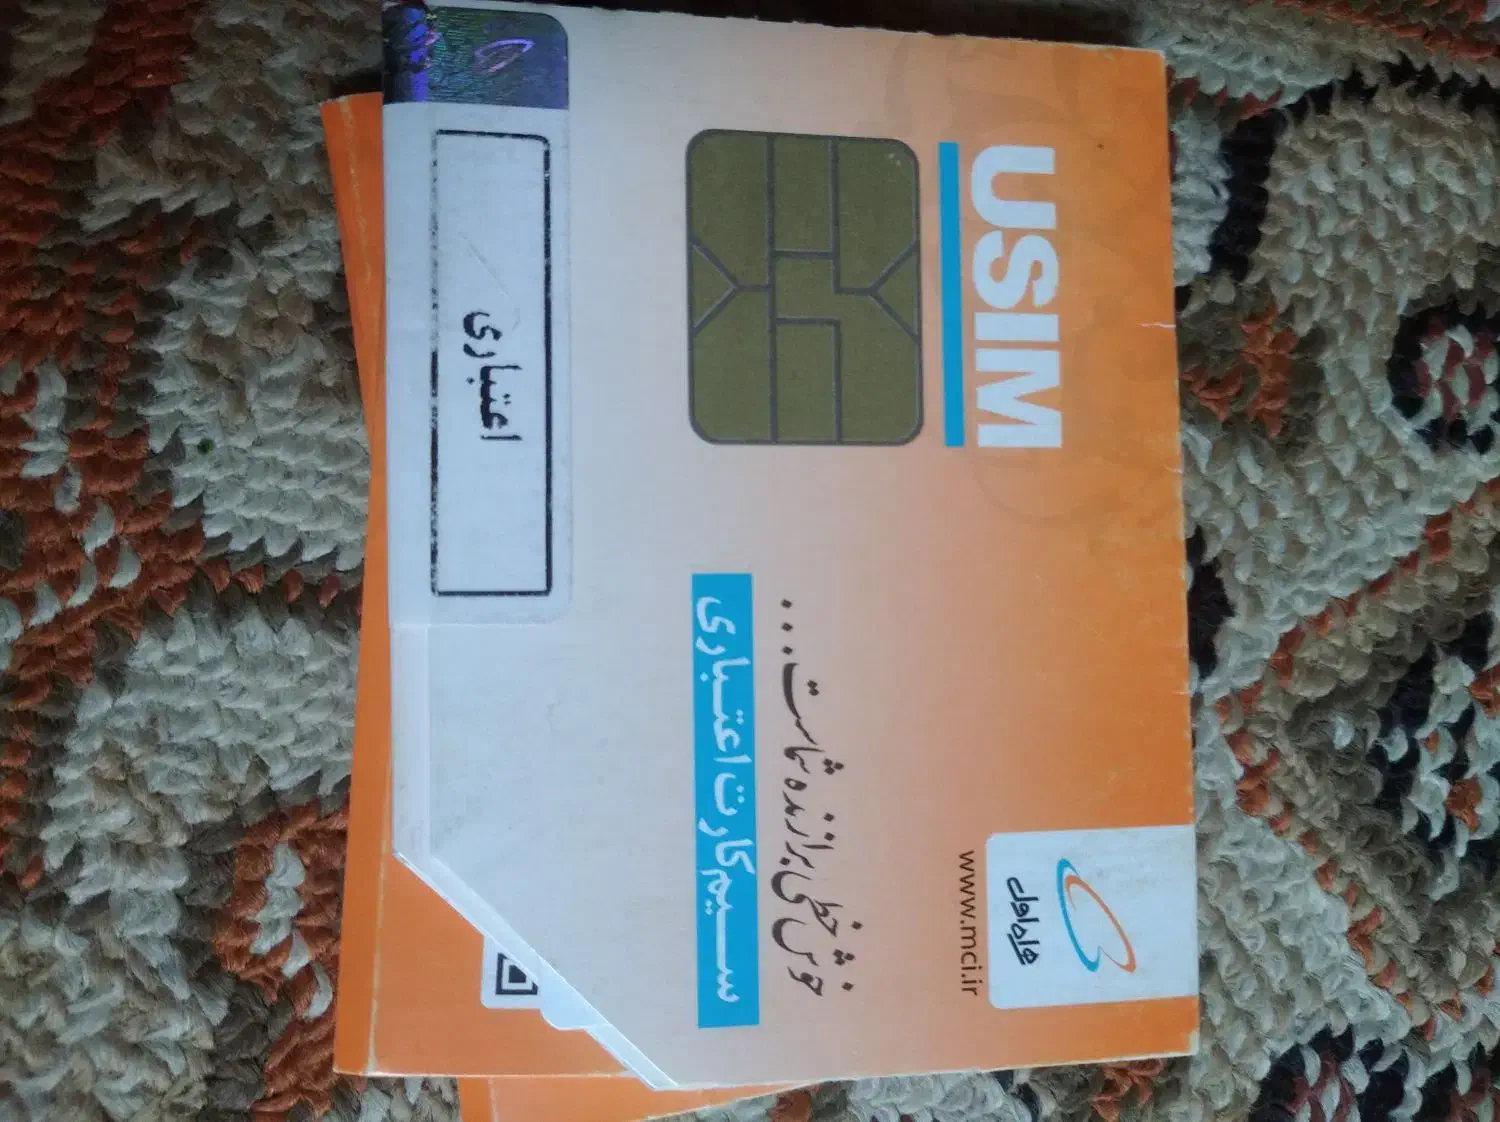 USIM
همراه اول
www.mci.ir
خوش خطی برازنده شماست...
سیم‌کارت اعتباری
اعتباری